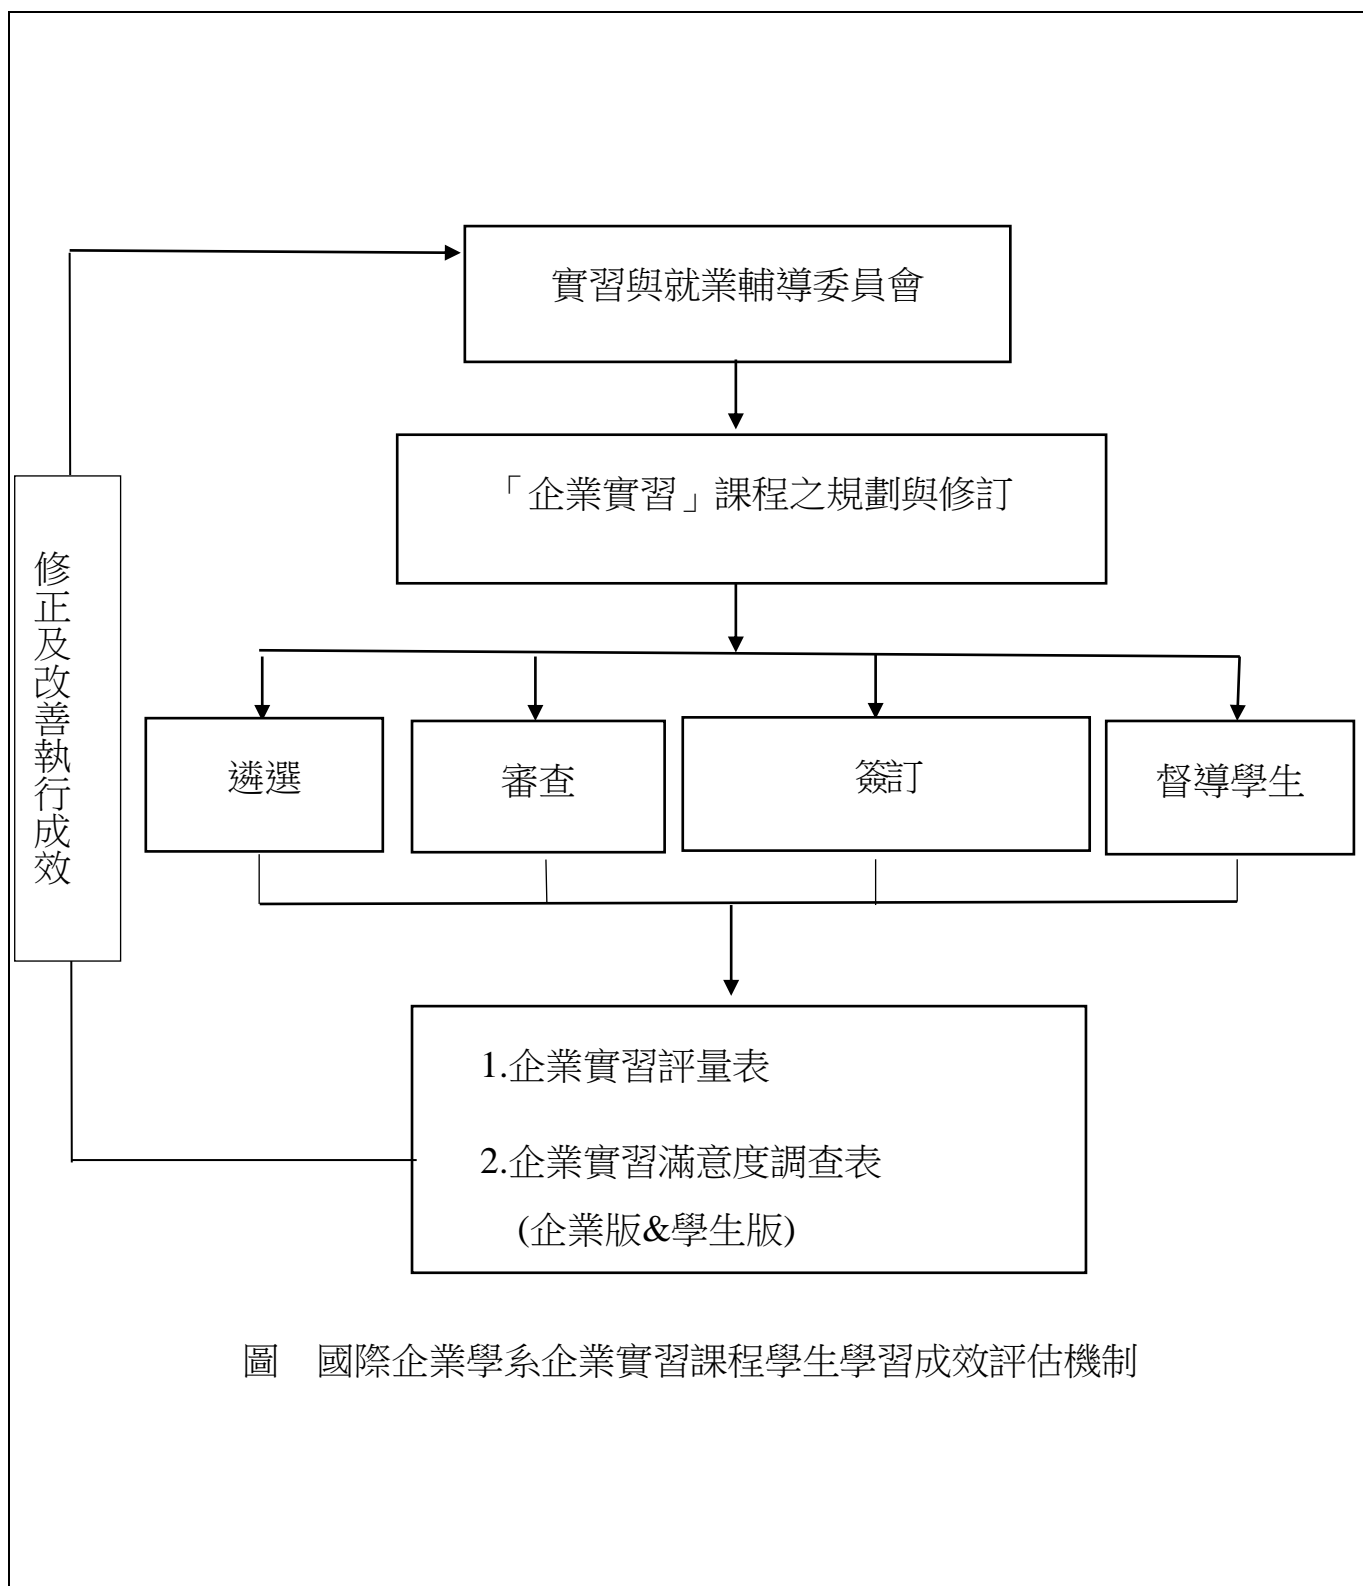 實習與就業輔導委員會
「企業實習」課程之規劃與修訂
修正及改善執行成效
遴選
審查
簽訂
督導學生
1.企業實習評量表
2.企業實習滿意度調查表
(企業版&學生版)
圖　國際企業學系企業實習課程學生學習成效評估機制